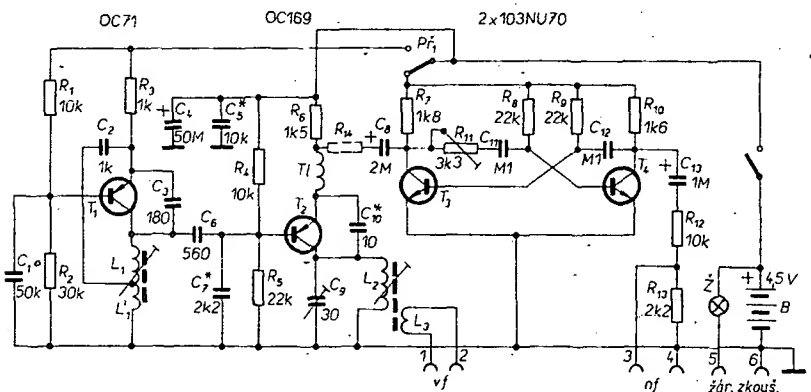 OC71 OC169 2x103NU70
Př1
R1 10k
R3 1k
C4 50M
C5* 10k
R6 1k5
R14
C8 2M
R7 1k8
R11 3k3
C11 M1
R8 22k
R9 22k
C12 M1
R10 1k6
C2 1k
R4 10k
Tl
T1
C3 180
T2
T3
T4
C13 1M
C6 560
C10* 10
R12 10k
C1° 50k
R2 30k
L1
L'1
C7* 2k2
R5 22k
C9 30
L2
L3
R13 2k2
Ž
+ 4,5V
B
1 2 3 4 5 6
vf nf žár. zkouš.